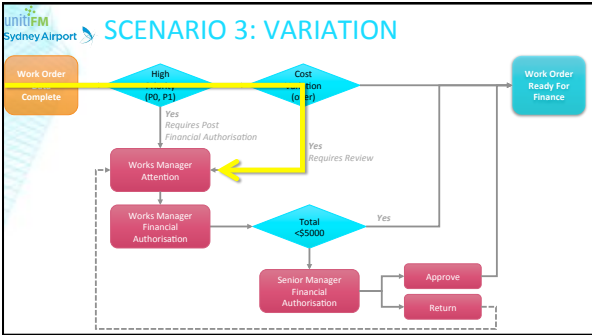 unitiFM
Sydney Airport
SCENARIO 3: VARIATION
Work Order
Complete
High
(P0, P1)
Cost
(over)
Work Order
Ready For
Finance
Yes
Requires Post
Financial Authorisation
Yes
Requires Review
Works Manager
Attention
Works Manager
Financial
Authorisation
Total
<$5000
Yes
Senior Manager
Financial
Authorisation
Approve
Return